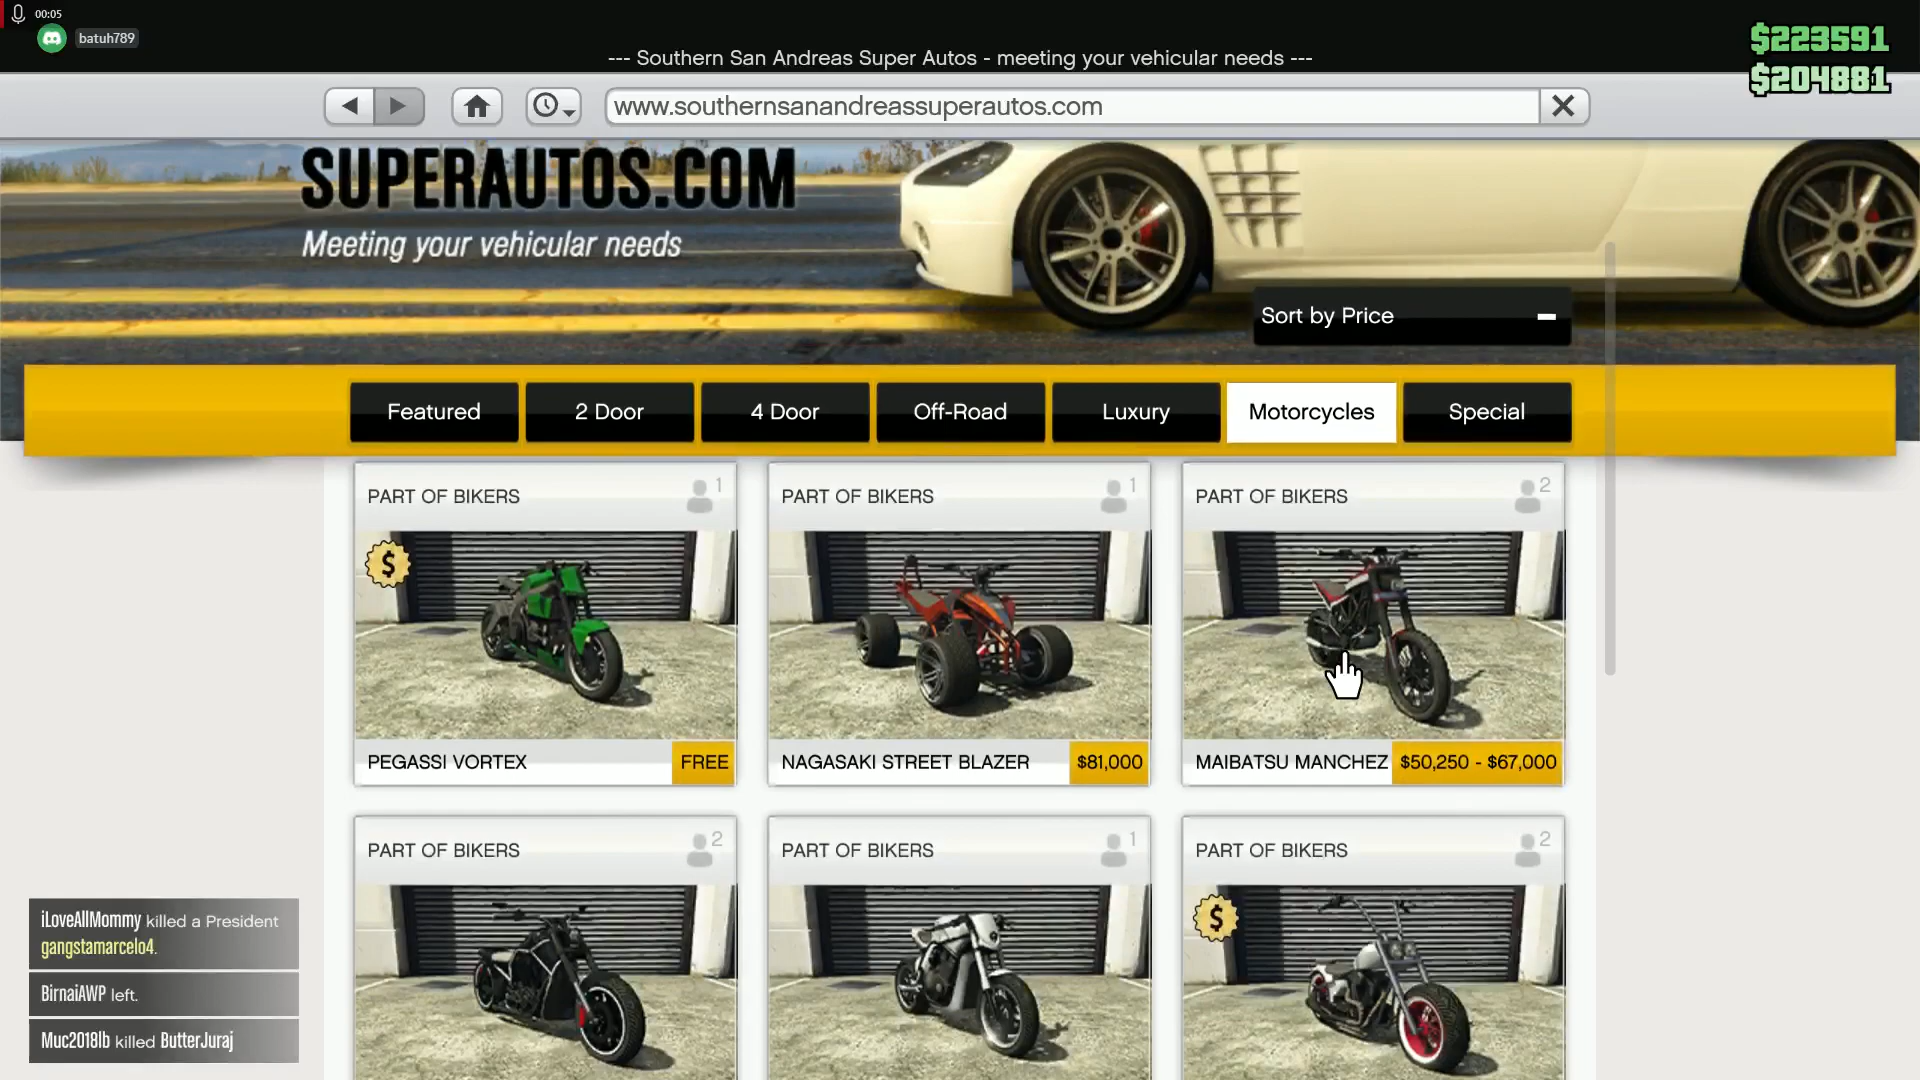 00:05
batuh789
--- Southern San Andreas Super Autos - meeting your vehicular needs ---
$223591
$204881
www.southernsanandreassuperautos.com
SUPERAUTOS.COM
Meeting your vehicular needs
Sort by Price
Featured
2 Door
4 Door
Off-Road
Luxury
Motorcycles
Special
PART OF BIKERS
1
PART OF BIKERS
1
PART OF BIKERS
2
$
PEGASSI VORTEX
FREE
NAGASAKI STREET BLAZER
$81,000
MAIBATSU MANCHEZ
$50,250 - $67,000
PART OF BIKERS
2
PART OF BIKERS
1
PART OF BIKERS
2
$
iLoveAllMommy killed a President
gangstamarcelo4.
BirnaiAWP left.
Muc2018lb killed ButterJuraj